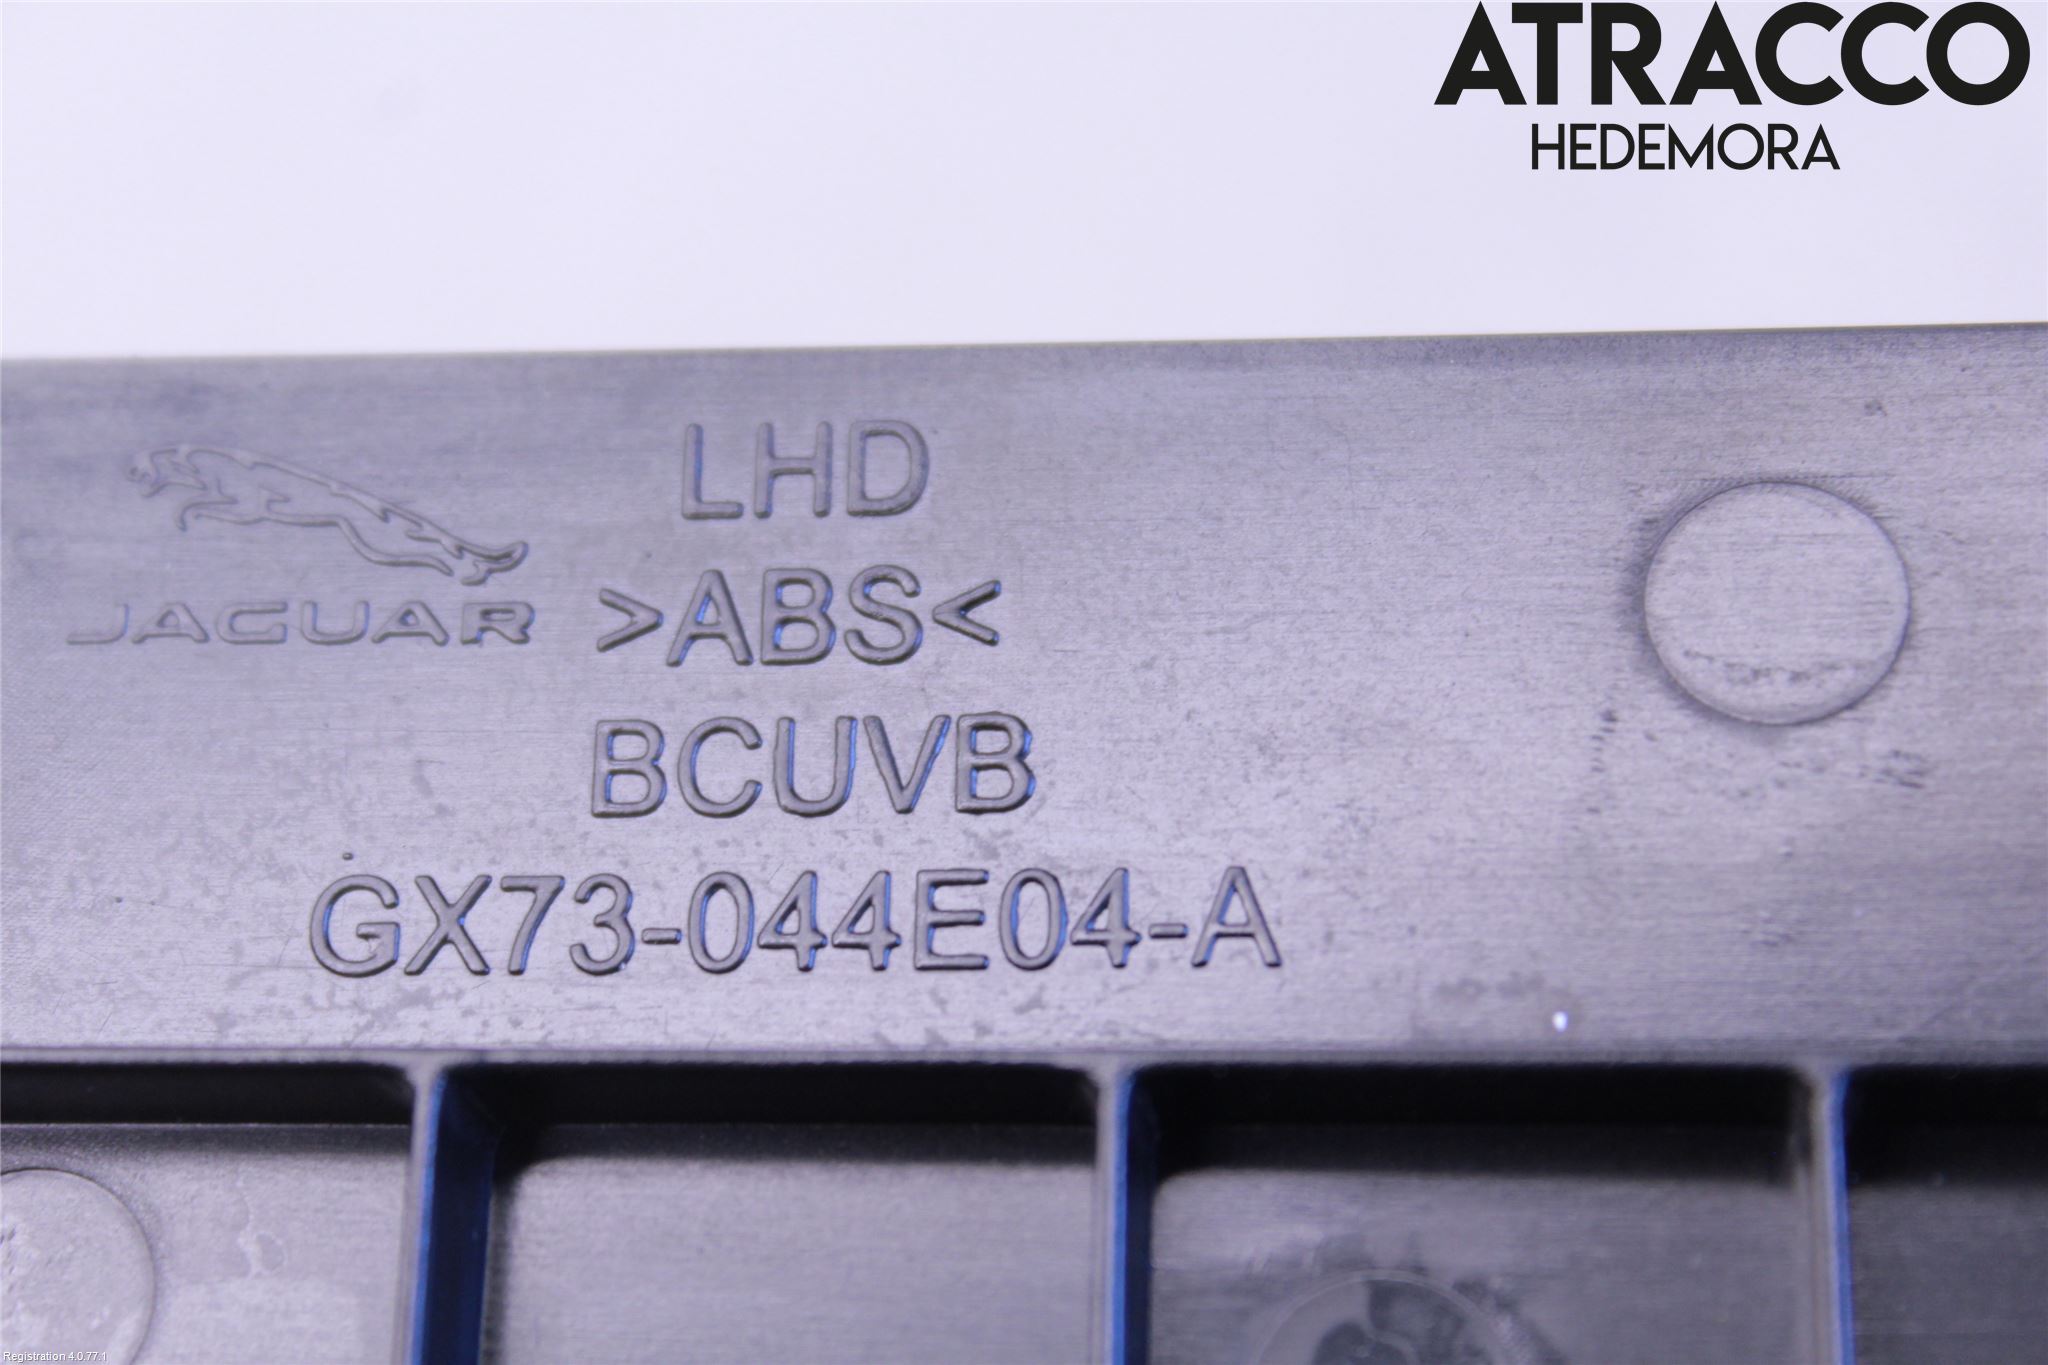 ATRACCO
HEDEMORA
LHD
JAGUAR >ABS<
BCUVB
GX73-044E04-A
Registration 4.0.77.1